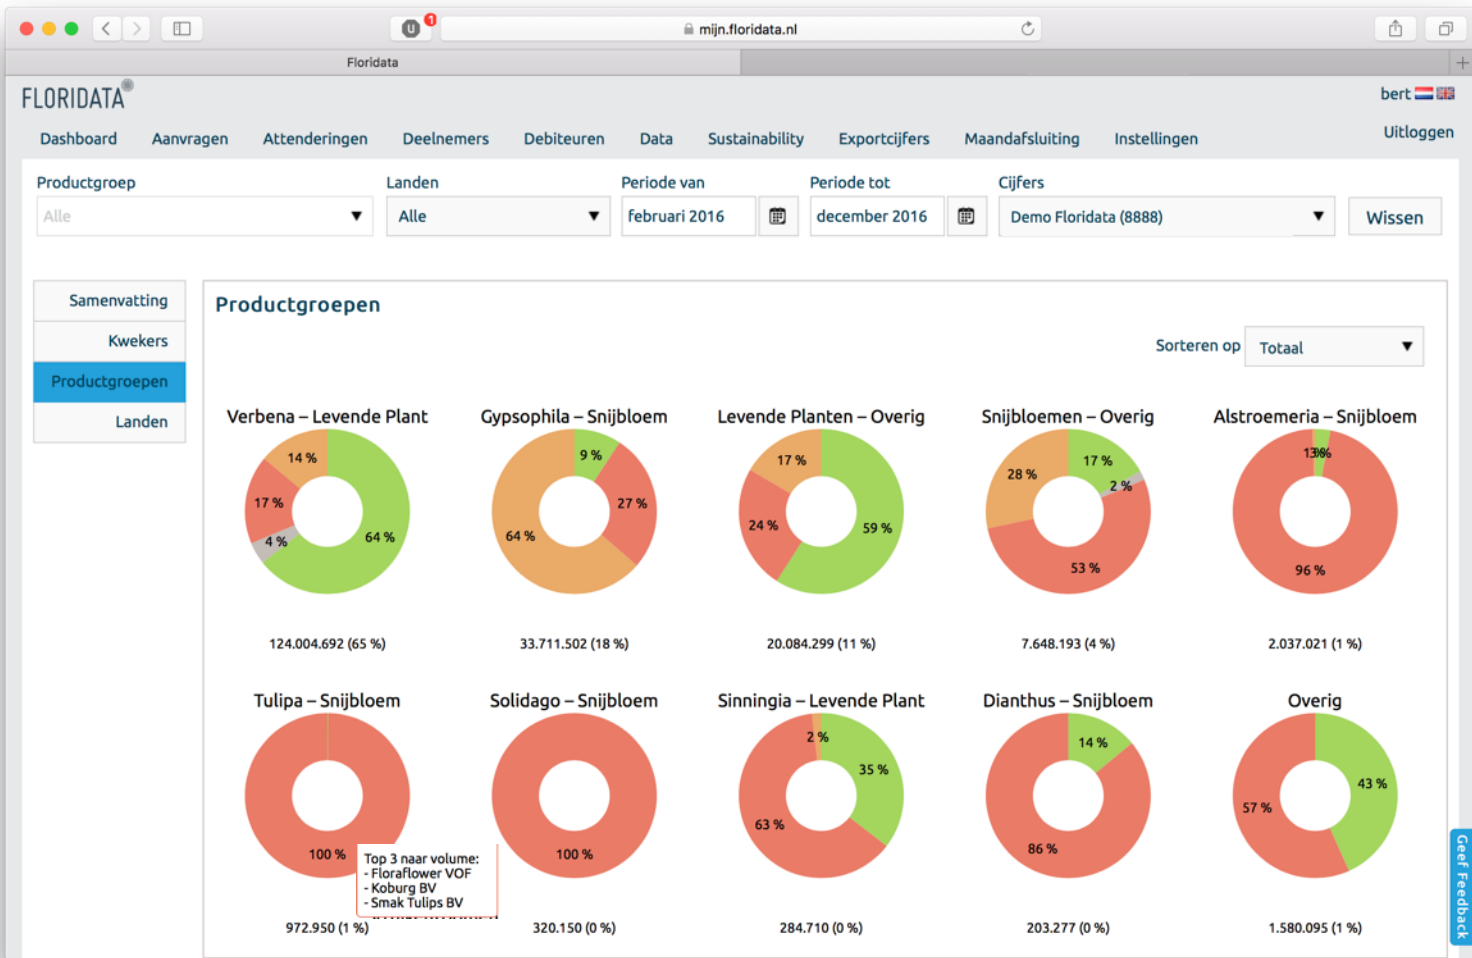 1
mijn.floridata.nl
Floridata
FLORIDATA
bert
Dashboard Aanvragen Attenderingen Deelnemers Debiteuren Data Sustainability Exportcijfers Maandafsluiting Instellingen Uitloggen
Productgroep Landen Periode van Periode tot Cijfers
Alle Alle februari 2016 december 2016 Demo Floridata (8888) Wissen
Samenvatting
Kwekers
Productgroepen
Landen
Productgroepen
Sorteren op Totaal
Verbena – Levende Plant Gypsophila – Snijbloem Levende Planten – Overig Snijbloemen – Overig Alstroemeria – Snijbloem
14 % 17 % 4 % 64 %
9 % 27 % 64 %
17 % 24 % 59 %
28 % 17 % 2 % 53 %
96 %
124.004.692 (65 %) 33.711.502 (18 %) 20.084.299 (11 %) 7.648.193 (4 %) 2.037.021 (1 %)
Tulipa – Snijbloem Solidago – Snijbloem Sinningia – Levende Plant Dianthus – Snijbloem Overig
100 %
100 %
2 % 35 % 63 %
14 % 86 %
43 % 57 %
Top 3 naar volume:
- Floraflower VOF
- Koburg BV
- Smak Tulips BV
972.950 (1 %) 320.150 (0 %) 284.710 (0 %) 203.277 (0 %) 1.580.095 (1 %)
Geef Feedback